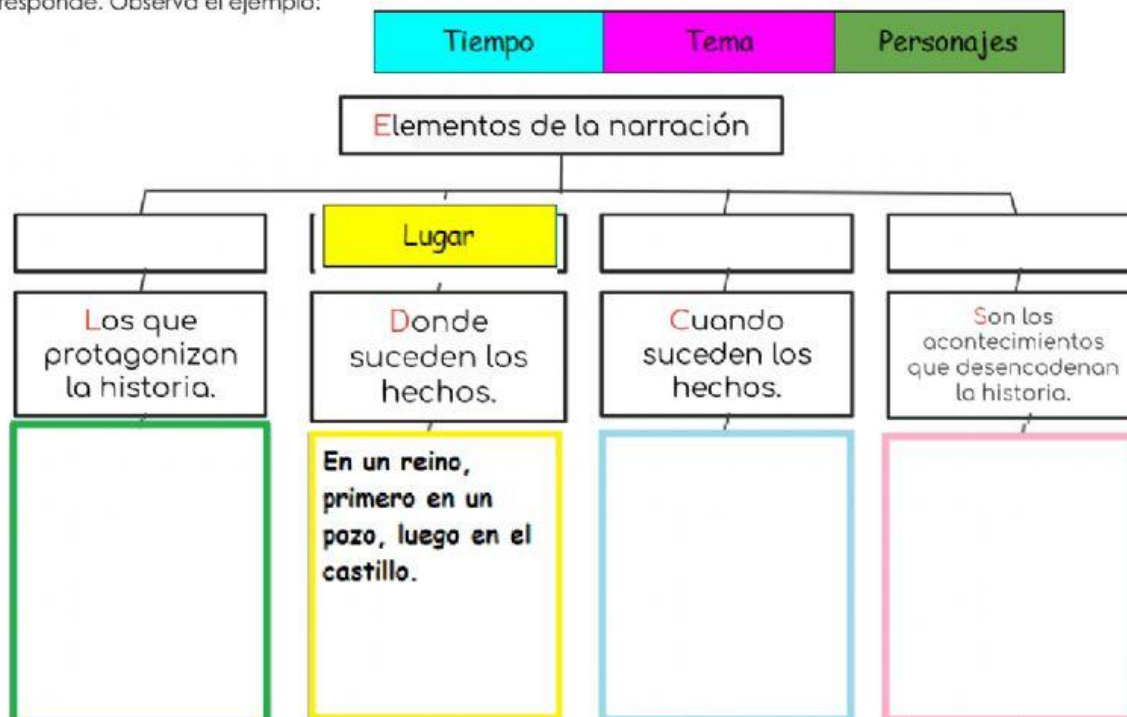 responde. Observa el ejemplo:
Tiempo Tema Personajes
Elementos de la narración
Lugar
Los que
protagonizan
la historia.
Donde
suceden los
hechos.
Cuando
suceden los
hechos.
Son los
acontecimientos
que desencadenan
la historia.
En un reino,
primero en un
pozo, luego en el
castillo.